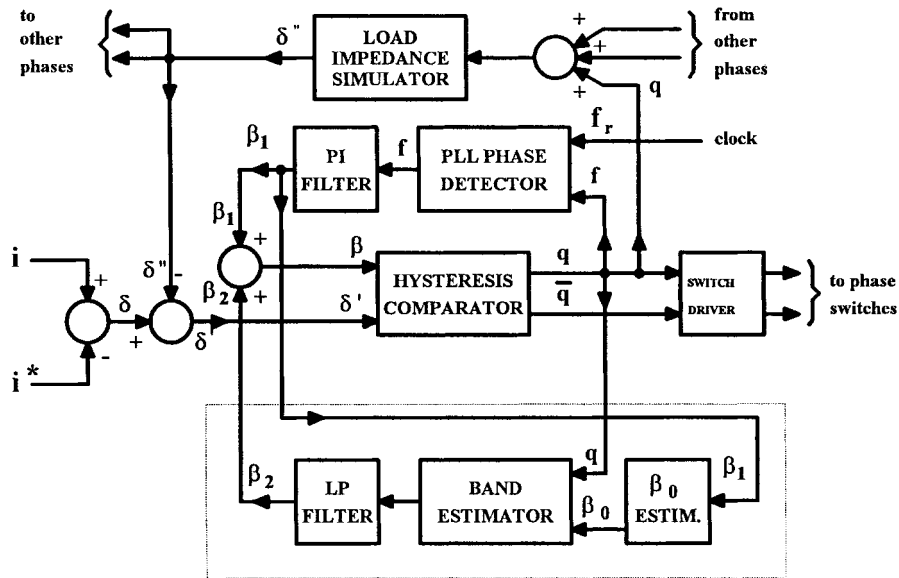 to
other
phases
δ"
LOAD
IMPEDANCE
SIMULATOR
+
+
+
q
from
other
phases
β1
PI
FILTER
f
PLL PHASE
DETECTOR
fr
clock
f
β1
+
+
β2
β
i
+
δ
+
δ"
-
δ'
δ'
i*
-
HYSTERESIS
COMPARATOR
q
q̅
SWITCH
DRIVER
to phase
switches
β2
LP
FILTER
BAND
ESTIMATOR
q
β0
β0
ESTIM.
β1